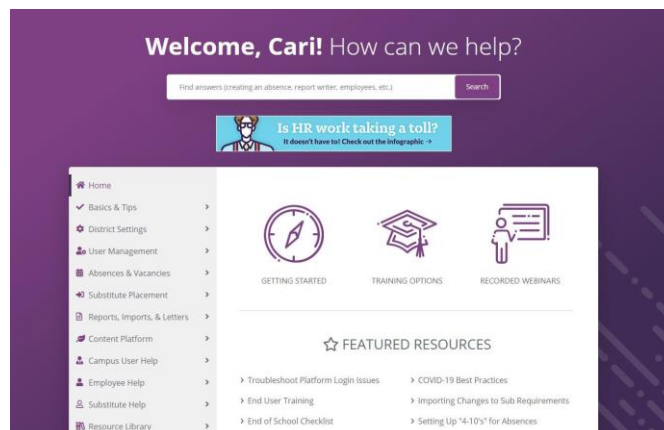 Welcome, Cari! How can we help?
Find answers (creating an absence, report writer, employees, etc.)
Search
Is HR work taking a toll?
It doesn't have to! Check out the infographic →
Home
Basics & Tips
District Settings
User Management
Absences & Vacancies
Substitute Placement
Reports, Imports, & Letters
Content Platform
Campus User Help
Employee Help
Substitute Help
Resource Library
GETTING STARTED
TRAINING OPTIONS
RECORDED WEBINARS
FEATURED RESOURCES
Troubleshoot Platform Login Issues
End User Training
End of School Checklist
COVID-19 Best Practices
Importing Changes to Sub Requirements
Setting Up "4-10's" for Absences